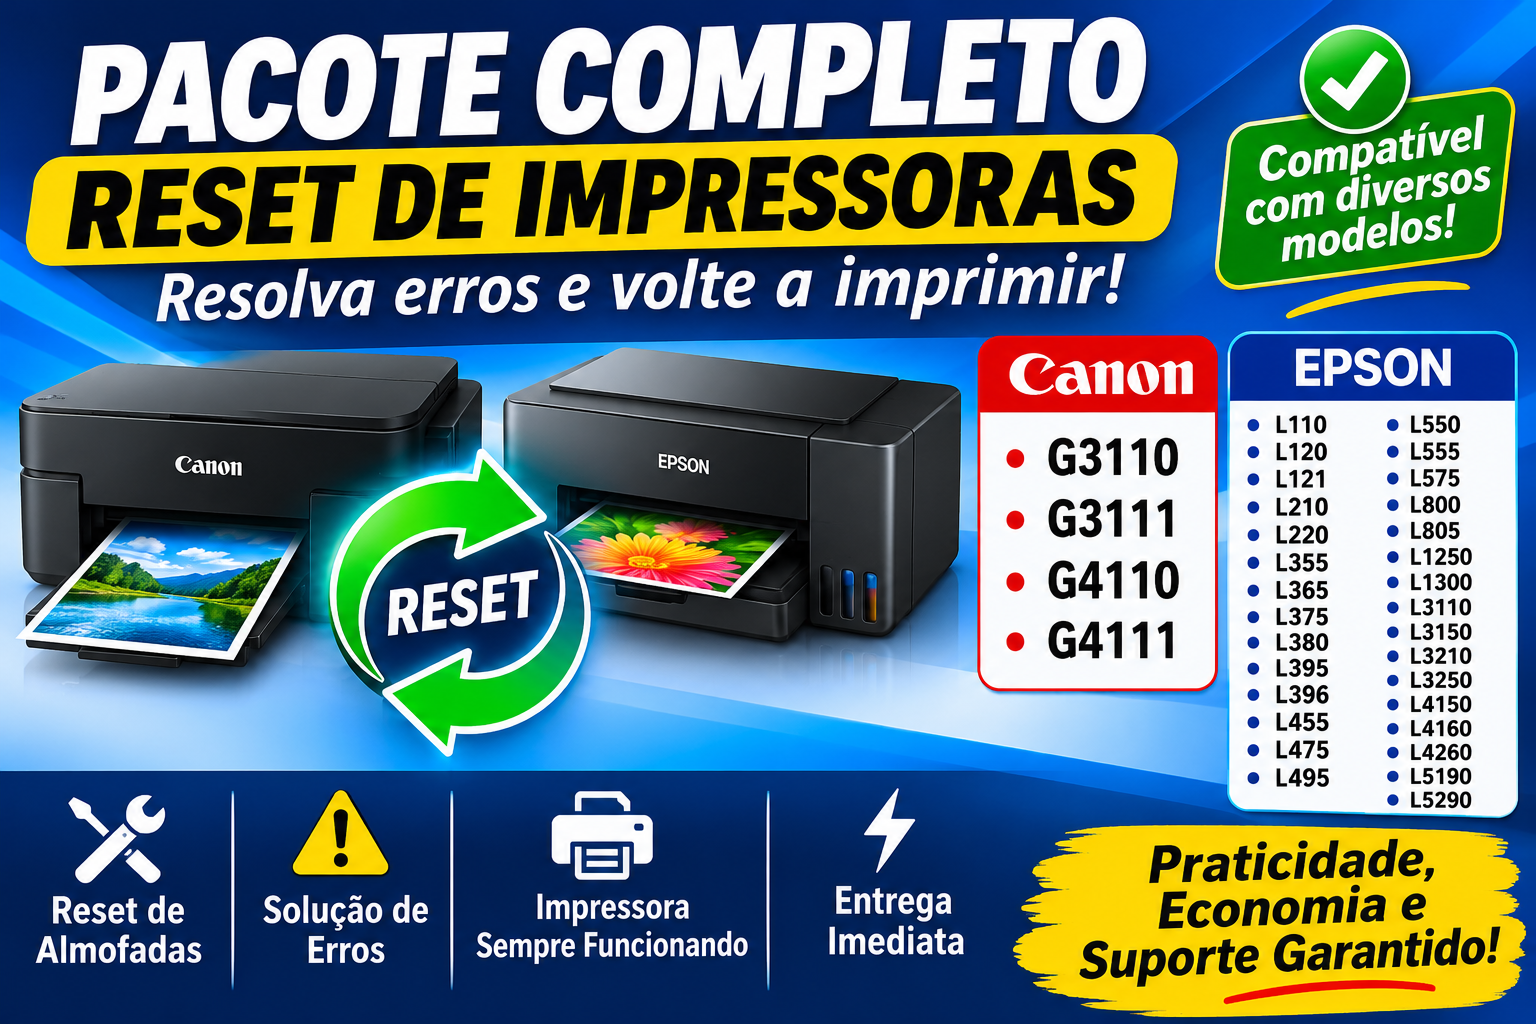 PACOTE COMPLETO
RESET DE IMPRESSORAS
Resolva erros e volte a imprimir!
Compatível
com diversos
modelos!
Canon
EPSON
RESET
Canon
G3110
G3111
G4110
G4111
EPSON
L110
L120
L121
L210
L220
L355
L365
L375
L380
L395
L396
L455
L475
L495
L550
L555
L575
L800
L805
L1250
L1300
L3110
L3150
L3210
L3250
L4150
L4160
L4260
L5190
L5290
Reset de
Almofadas
Solução de
Erros
Impressora
Sempre Funcionando
Entrega
Imediata
Praticidade,
Economia e
Suporte Garantido!